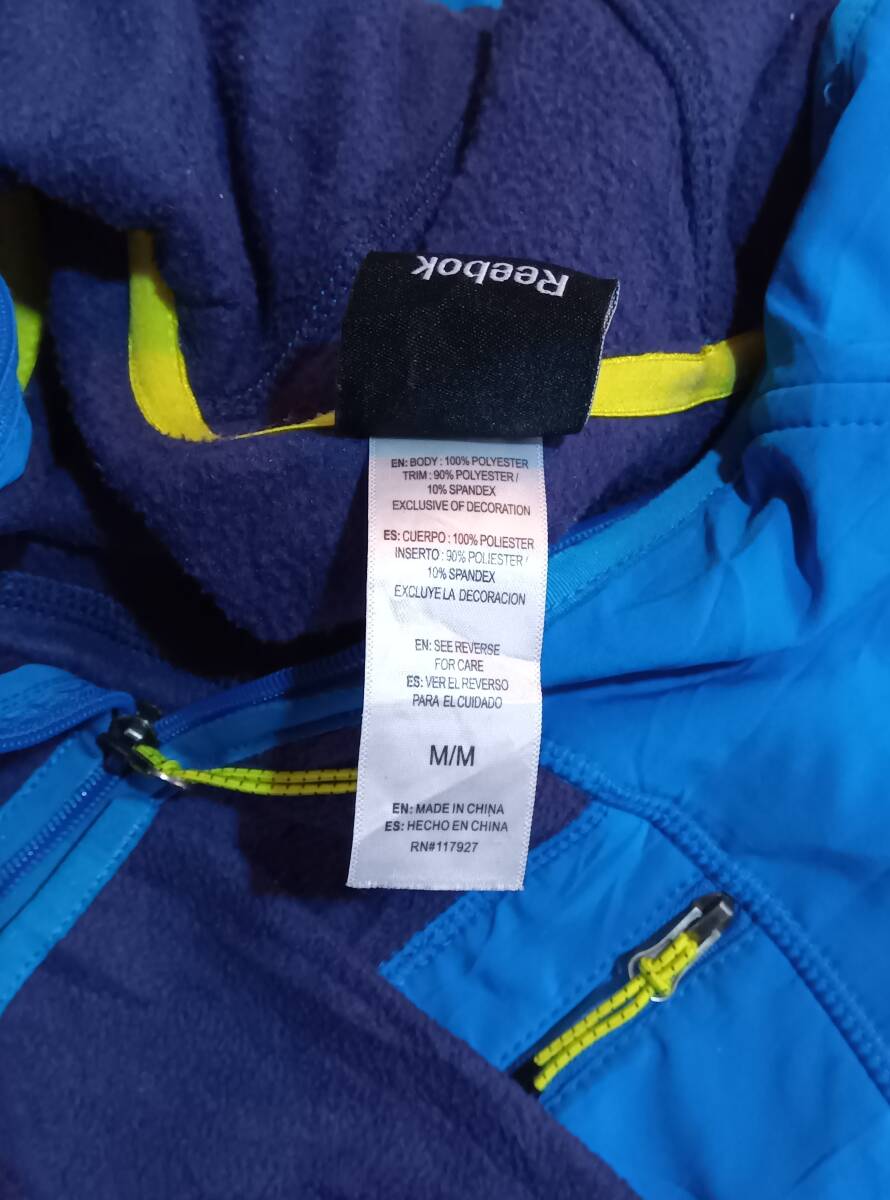 Reebok
EN: BODY : 100% POLYESTER
TRIM : 90% POLYESTER /
10% SPANDEX
EXCLUSIVE OF DECORATION
ES: CUERPO : 100% POLIESTER
INSERTO : 90% POLIESTER /
10% SPANDEX
EXCLUYE LA DECORACION
EN: SEE REVERSE
FOR CARE
ES: VER EL REVERSO
PARA EL CUIDADO
M/M
EN: MADE IN CHINA
ES: HECHO EN CHINA
RN#117927